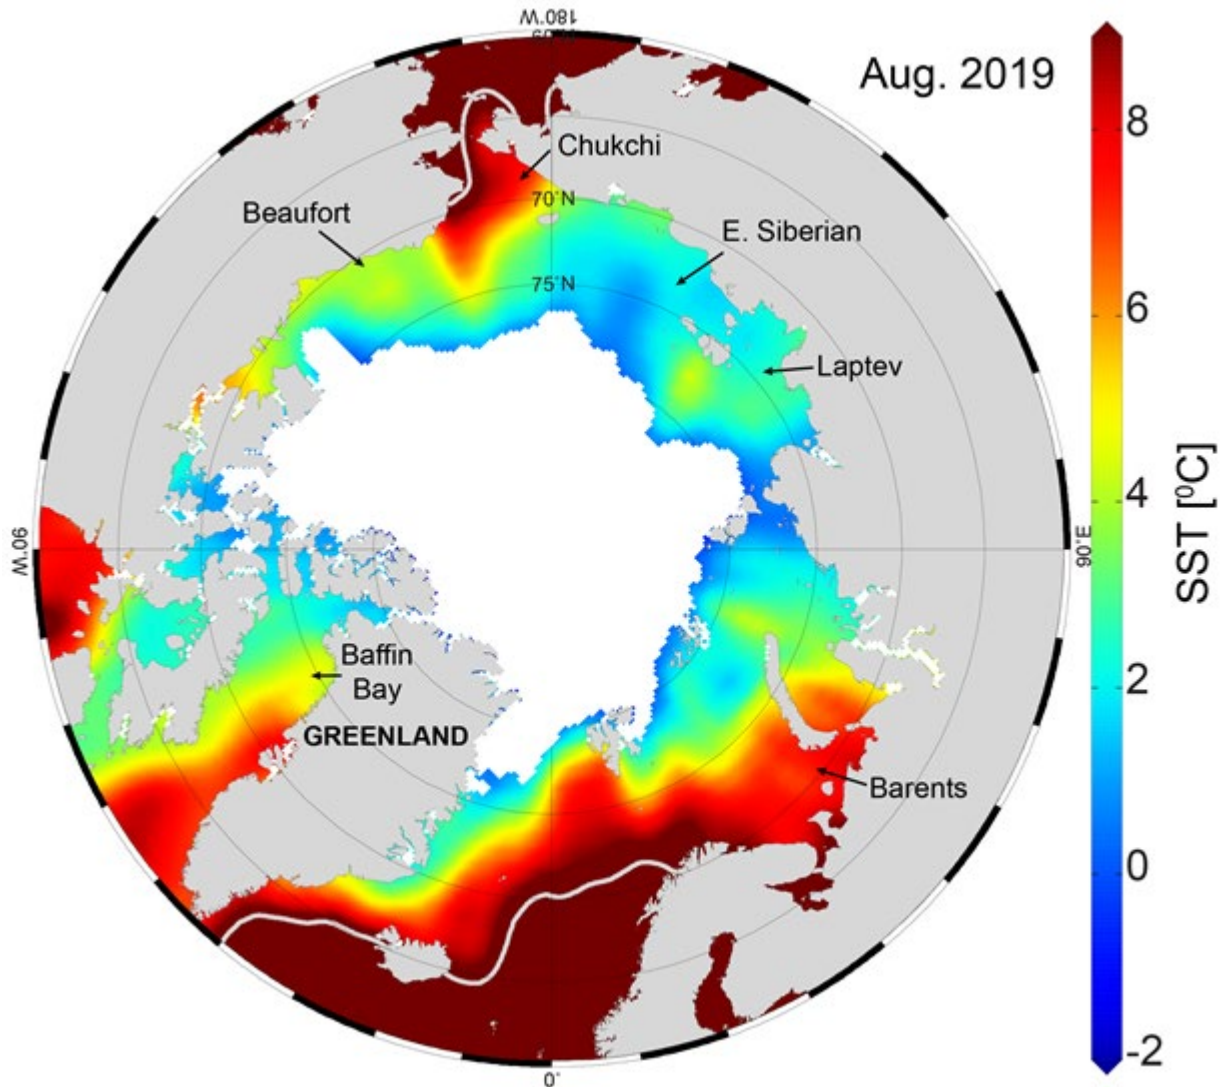 180°W
Aug. 2019
8
Chukchi
70°N
Beaufort
E. Siberian
75°N
6
Laptev
4
90°W
90°E
SST [⁰C]
2
Baffin
Bay
GREENLAND
Barents
0
-2
0°